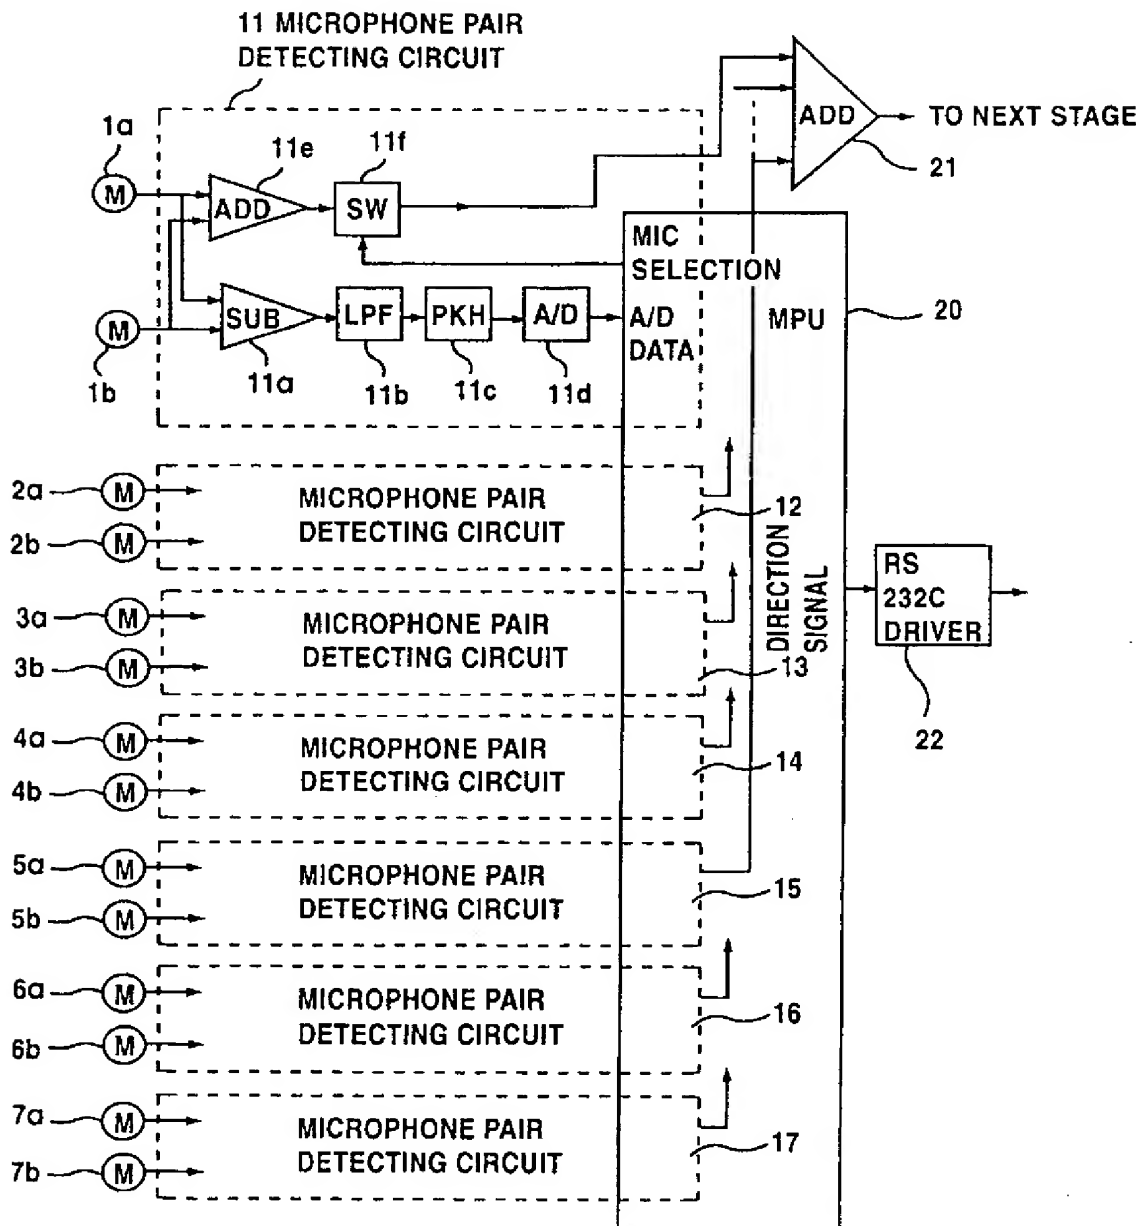 11 MICROPHONE PAIR
DETECTING CIRCUIT
1a
M
11e
ADD
11f
SW
ADD
TO NEXT STAGE
21
MIC
SELECTION
1b
M
SUB
11a
LPF
11b
PKH
11c
A/D
11d
A/D
DATA
MPU
20
2a
M
2b
M
MICROPHONE PAIR
DETECTING CIRCUIT
12
3a
M
3b
M
MICROPHONE PAIR
DETECTING CIRCUIT
13
DIRECTION
SIGNAL
RS
232C
DRIVER
22
4a
M
4b
M
MICROPHONE PAIR
DETECTING CIRCUIT
14
5a
M
5b
M
MICROPHONE PAIR
DETECTING CIRCUIT
15
6a
M
6b
M
MICROPHONE PAIR
DETECTING CIRCUIT
16
7a
M
7b
M
MICROPHONE PAIR
DETECTING CIRCUIT
17